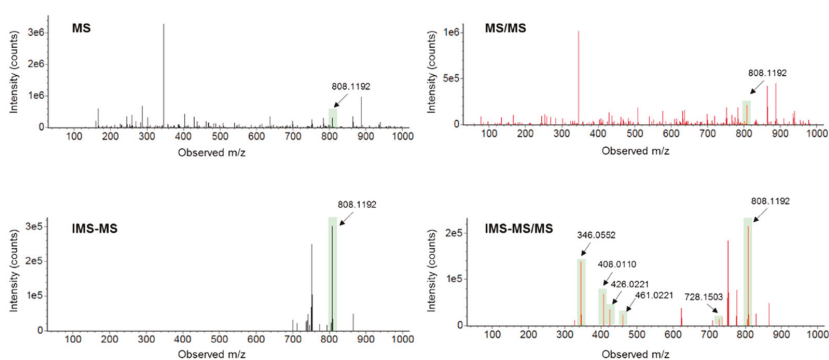 MS
808.1192
Intensity (counts)
3e6
2e6
1e6
0
100 200 300 400 500 600 700 800 900 1000
Observed m/z
MS/MS
808.1192
Intensity (counts)
1e6
5e5
0
100 200 300 400 500 600 700 800 900 1000
Observed m/z
IMS-MS
808.1192
Intensity (counts)
3e5
2e5
1e5
0
100 200 300 400 500 600 700 800 900 1000
Observed m/z
IMS-MS/MS
808.1192
346.0552
408.0110
426.0221
461.0221
728.1503
Intensity (counts)
2e5
1e5
0
100 200 300 400 500 600 700 800 900 1000
Observed m/z